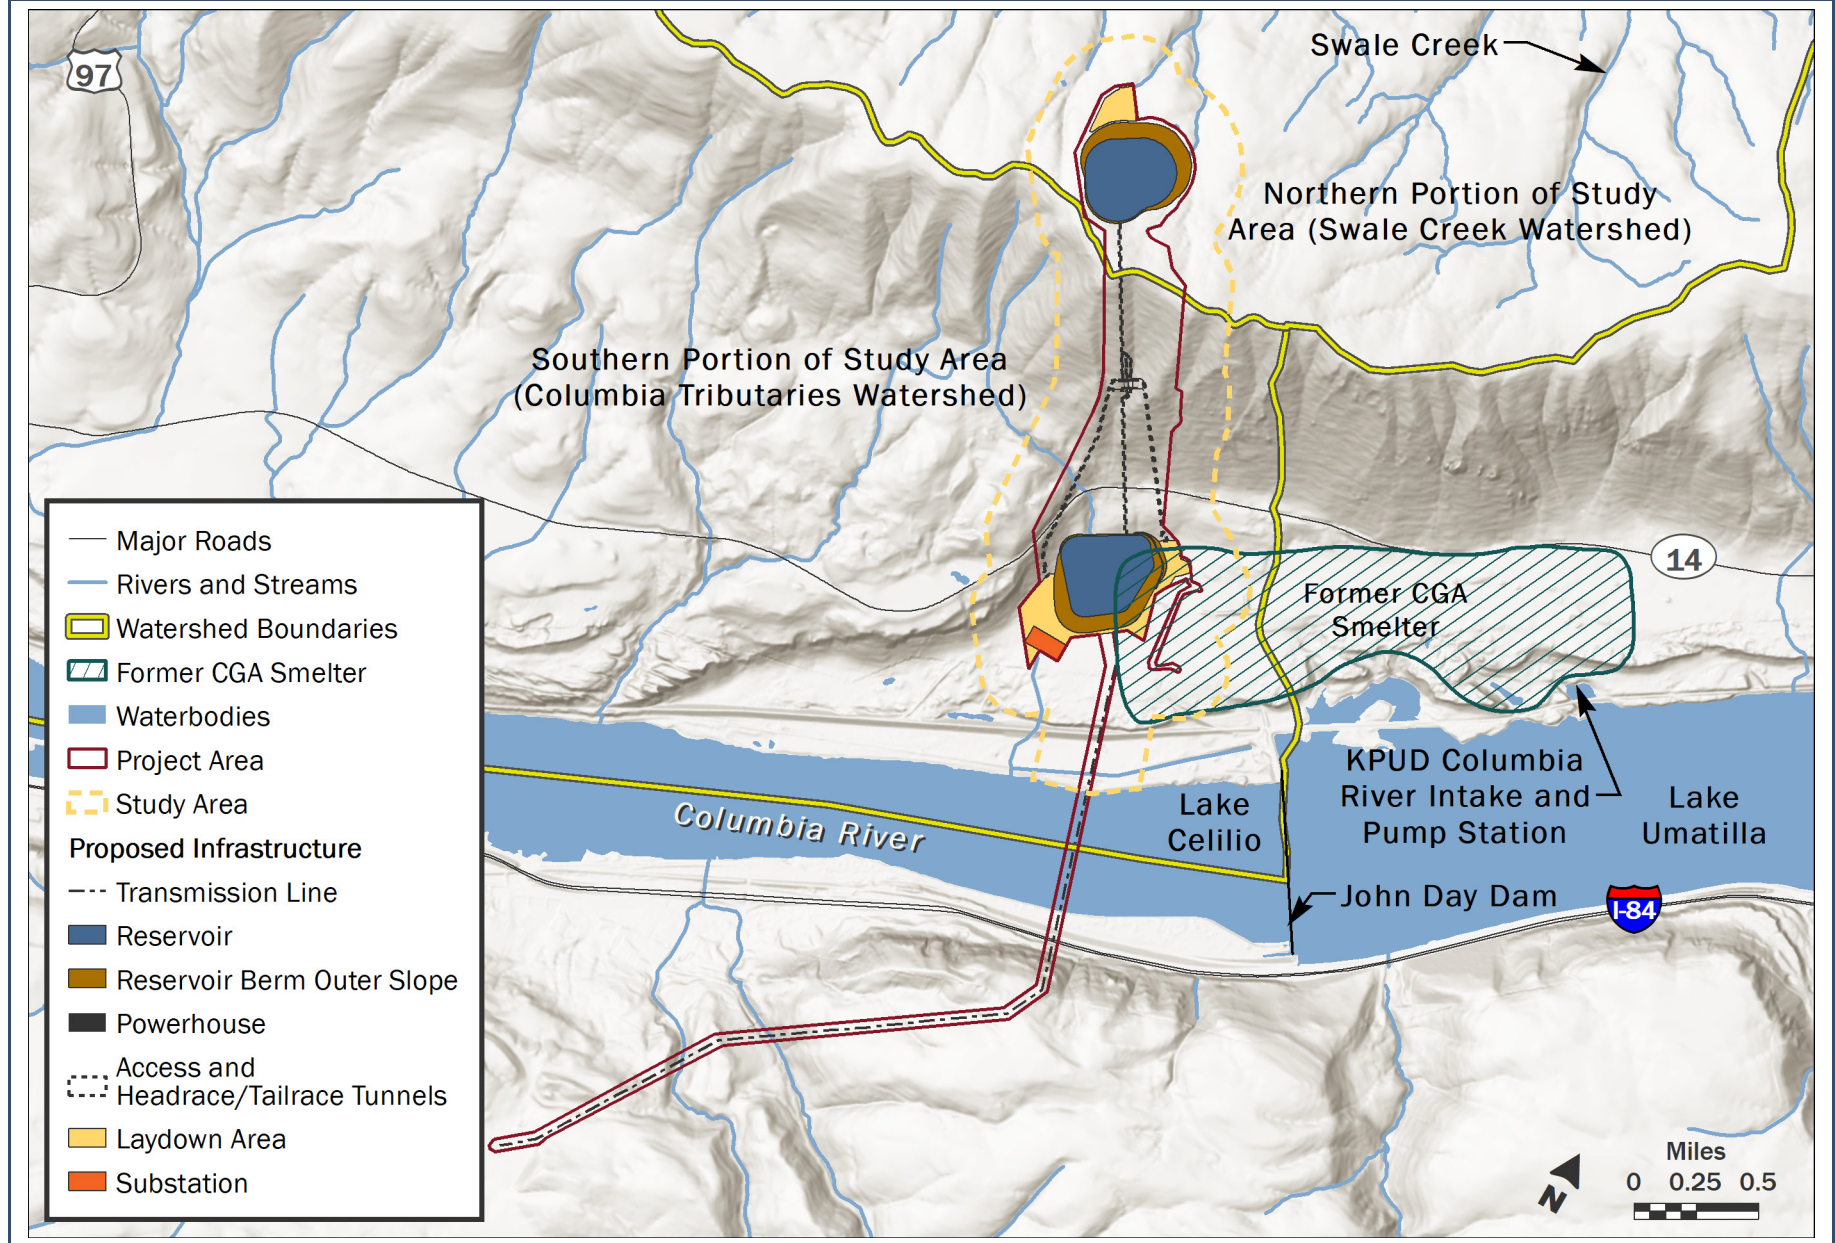 97
Swale Creek
Northern Portion of Study
Area (Swale Creek Watershed)
Southern Portion of Study Area
(Columbia Tributaries Watershed)
14
Former CGA
Smelter
KPUD Columbia
River Intake and
Pump Station
Lake
Umatilla
Lake
Celilio
Columbia River
John Day Dam
I-84
Major Roads
Rivers and Streams
Watershed Boundaries
Former CGA Smelter
Waterbodies
Project Area
Study Area
Proposed Infrastructure
Transmission Line
Reservoir
Reservoir Berm Outer Slope
Powerhouse
Access and
Headrace/Tailrace Tunnels
Laydown Area
Substation
N
Miles
0 0.25 0.5